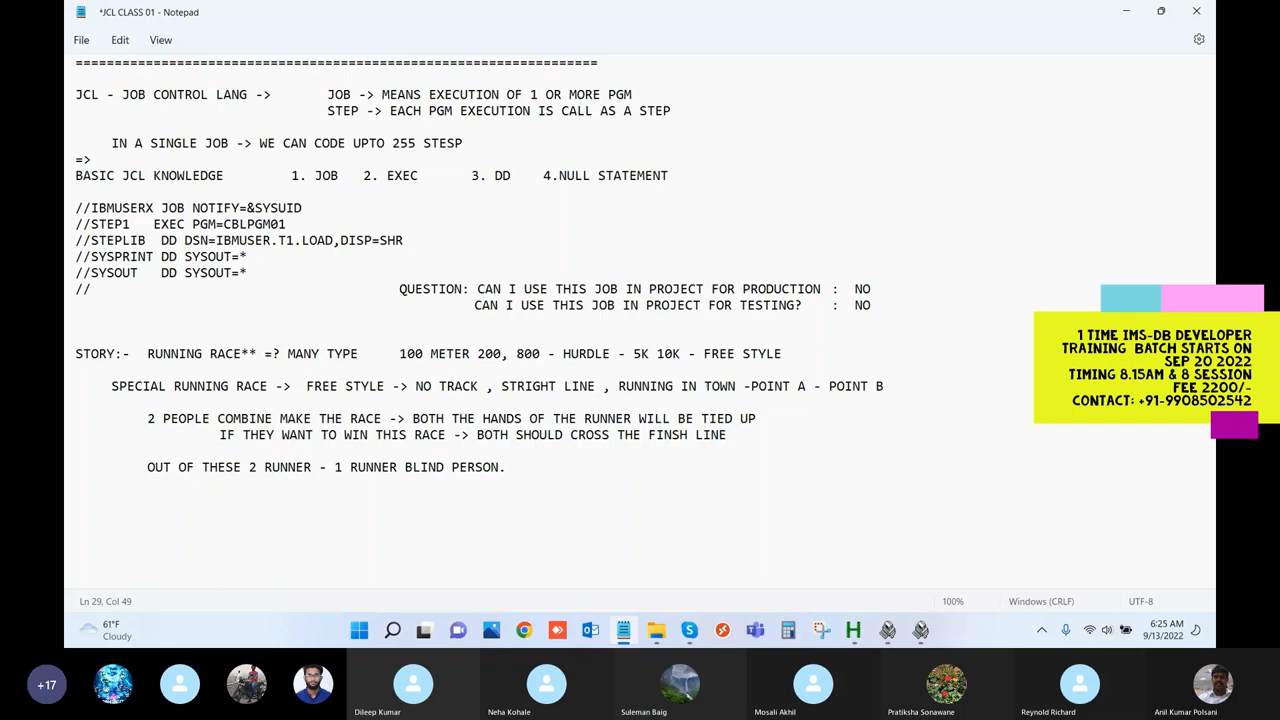 *JCL CLASS 01 - Notepad
File Edit View
===================================================================
JCL - JOB CONTROL LANG -> JOB -> MEANS EXECUTION OF 1 OR MORE PGM
STEP -> EACH PGM EXECUTION IS CALL AS A STEP
IN A SINGLE JOB -> WE CAN CODE UPTO 255 STESP
=>
BASIC JCL KNOWLEDGE 1. JOB 2. EXEC 3. DD 4.NULL STATEMENT
//IBMUSERX JOB NOTIFY=&SYSUID
//STEP1 EXEC PGM=CBLPGM01
//STEPLIB DD DSN=IBMUSER.T1.LOAD,DISP=SHR
//SYSPRINT DD SYSOUT=*
//SYSOUT DD SYSOUT=*
// QUESTION: CAN I USE THIS JOB IN PROJECT FOR PRODUCTION : NO
CAN I USE THIS JOB IN PROJECT FOR TESTING? : NO
STORY:- RUNNING RACE** =? MANY TYPE 100 METER 200, 800 - HURDLE - 5K 10K - FREE STYLE
SPECIAL RUNNING RACE -> FREE STYLE -> NO TRACK , STRIGHT LINE , RUNNING IN TOWN -POINT A - POINT B
2 PEOPLE COMBINE MAKE THE RACE -> BOTH THE HANDS OF THE RUNNER WILL BE TIED UP
IF THEY WANT TO WIN THIS RACE -> BOTH SHOULD CROSS THE FINSH LINE
OUT OF THESE 2 RUNNER - 1 RUNNER BLIND PERSON.
1 TIME IMS-DB DEVELOPER
TRAINING BATCH STARTS ON
SEP 20 2022
TIMING 8.15AM & 8 SESSION
FEE 2200/-
CONTACT: +91-9908502542
Ln 29, Col 49
100%
Windows (CRLF)
UTF-8
61°F
Cloudy
6:25 AM
9/13/2022
+17
Dileep Kumar
Neha Kohale
Suleman Baig
Mosali Akhil
Pratiksha Sonawane
Reynold Richard
Anil Kumar Polsani